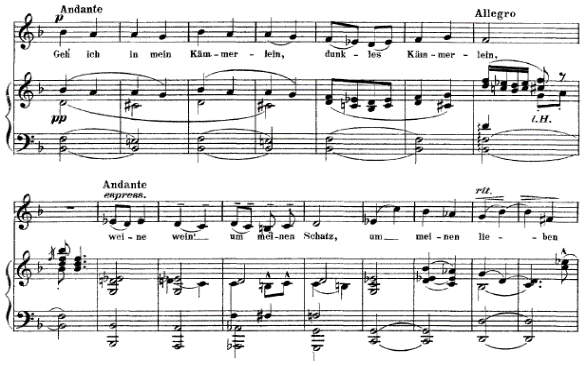 Andante
Allegro
p
Geh ich in mein Käm--mer--lein, dunk-les Käm--mer-lein,
pp
l.H.
Andante
espress.
rit.
wei-ne wein! um mei-nen Schatz, um mei-nen lie-ben